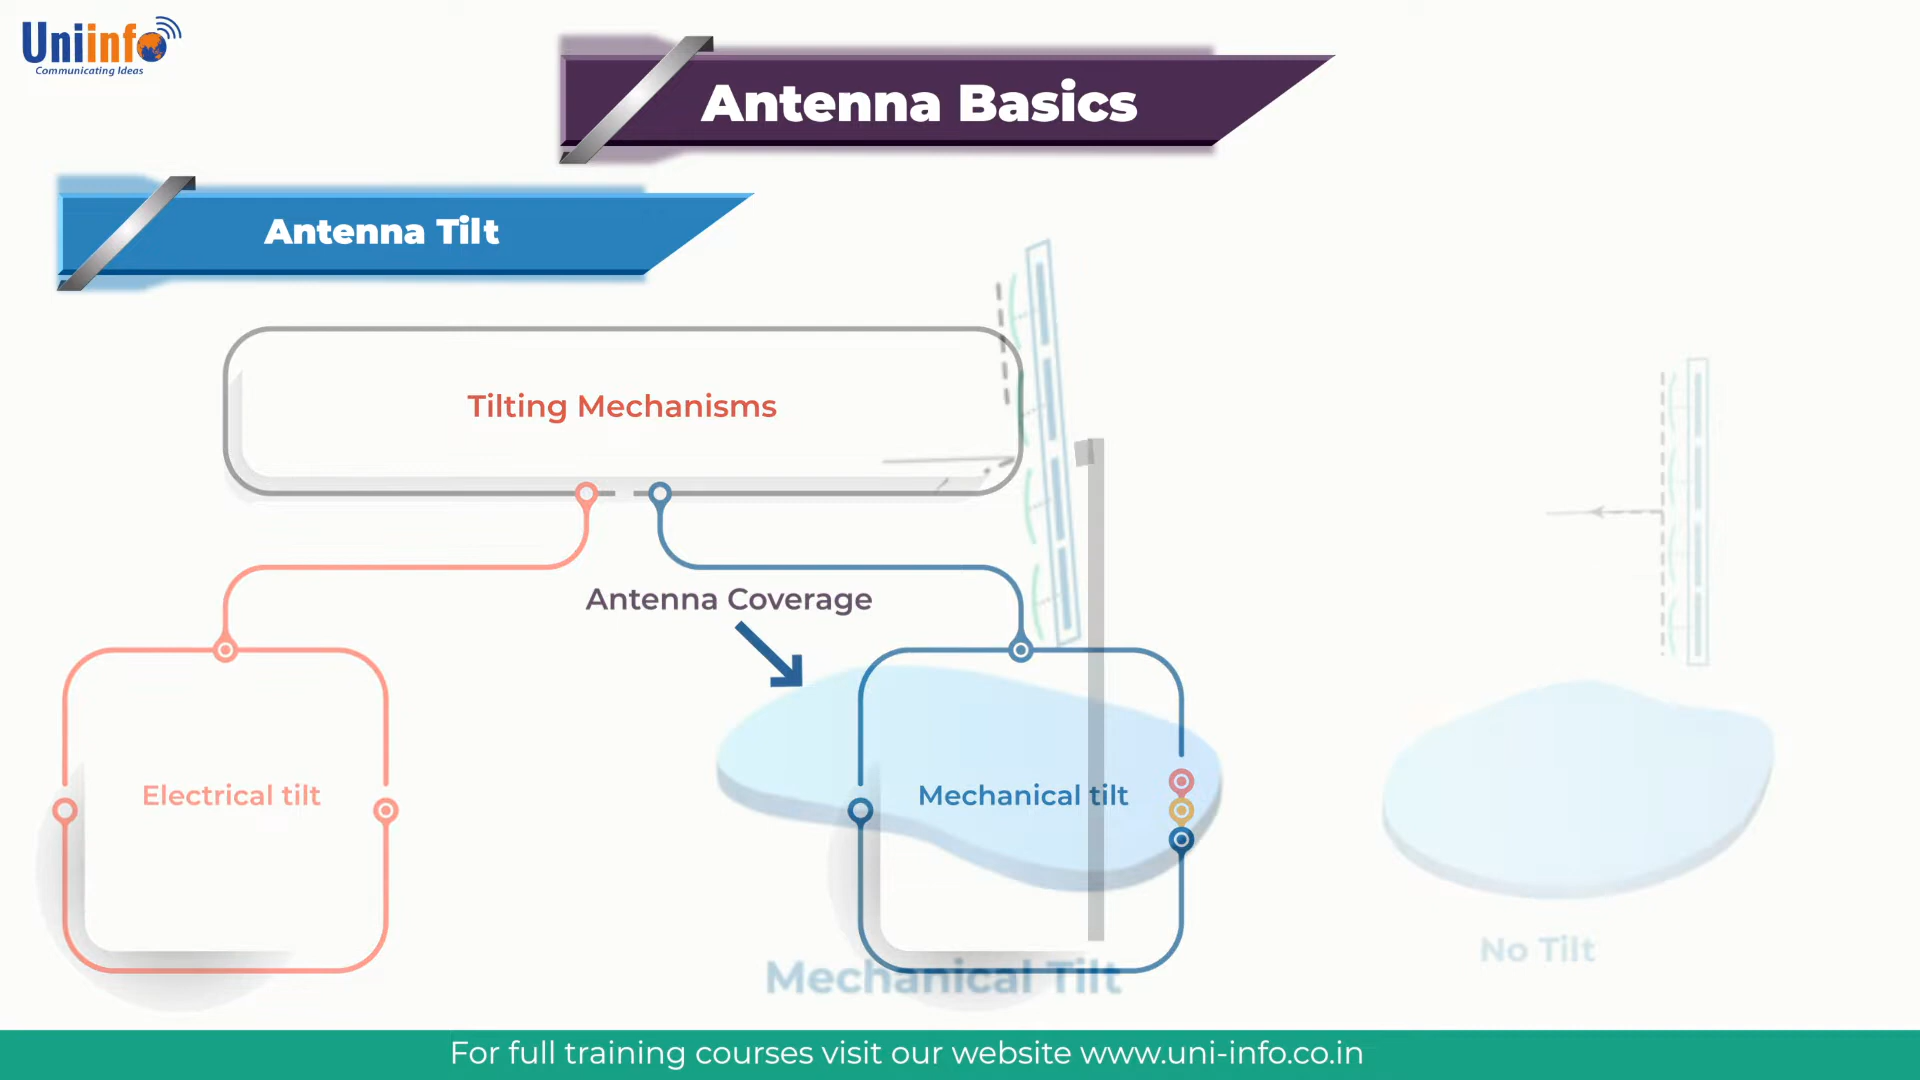 Uniinfo
Communicating Ideas
Antenna Basics
Antenna Tilt
Tilting Mechanisms
Antenna Coverage
Electrical tilt
Mechanical tilt
No Tilt
Mechanical Tilt
For full training courses visit our website www.uni-info.co.in